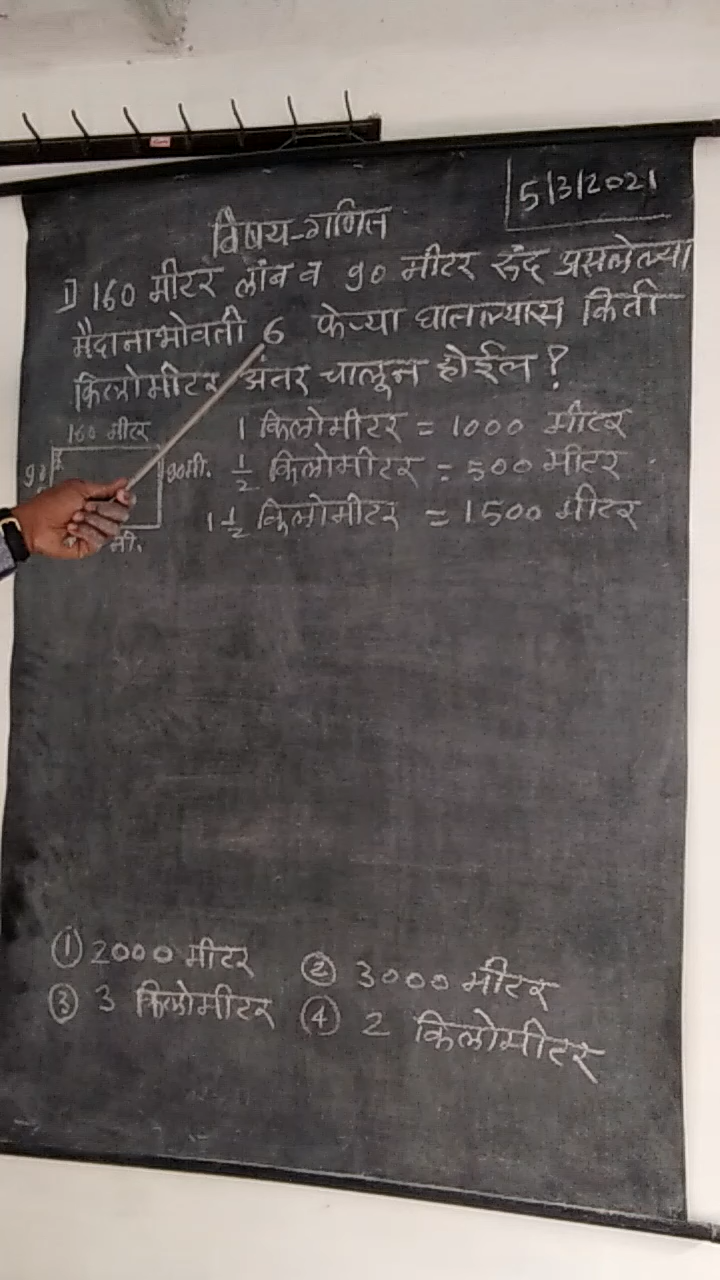 5/3/2021
विषय-गणित
1) 160 मीटर लांब व 90 मीटर रुंद असलेल्या
मैदानाभोवती 6 फेऱ्या घातल्यास किती
किलोमीटर अंतर चालून होईल ?
160 मीटर
90मी.
मी.
1 किलोमीटर = 1000 मीटर
1/2 किलोमीटर = 500 मीटर
1 1/2 किलोमीटर = 1500 मीटर
① 2000 मीटर ② 3000 मीटर
③ 3 किलोमीटर ④ 2 किलोमीटर